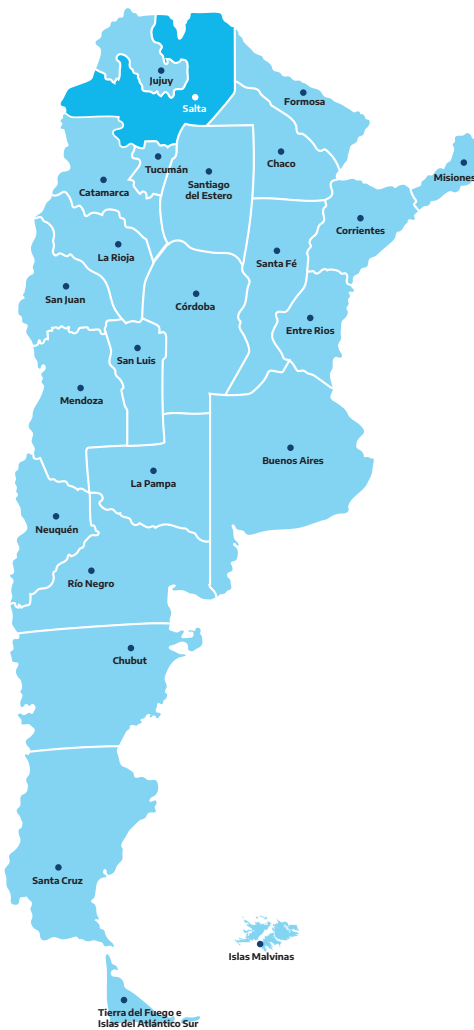 Jujuy
Salta
Formosa
Tucumán
Chaco
Misiones
Catamarca
Santiago
del Estero
Corrientes
La Rioja
Santa Fé
San Juan
Córdoba
Entre Rios
San Luis
Mendoza
Buenos Aires
La Pampa
Neuquén
Río Negro
Chubut
Santa Cruz
Islas Malvinas
Tierra del Fuego e
Islas del Atlántico Sur